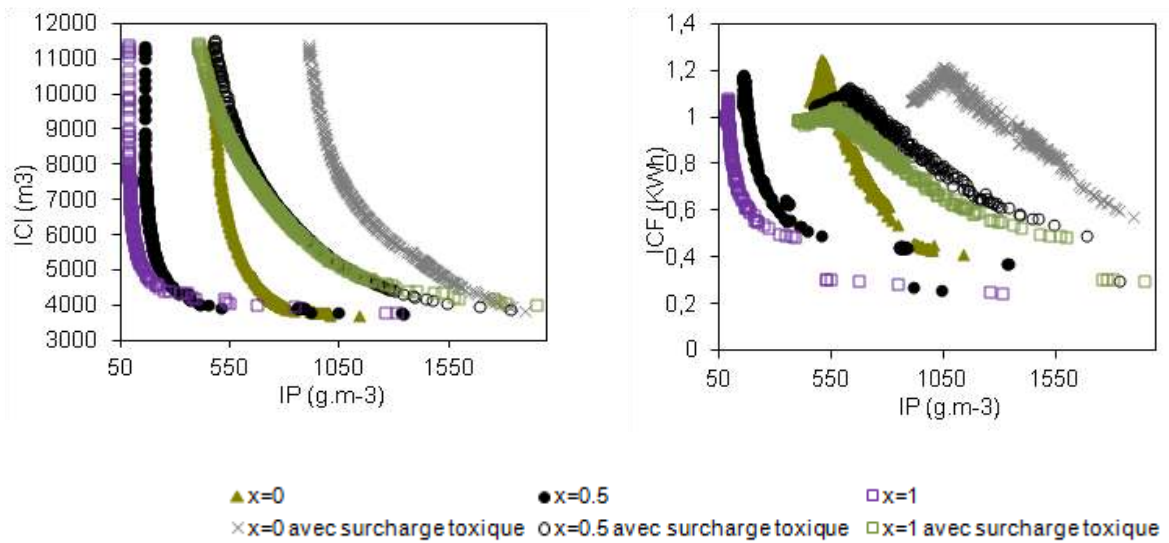 12000
11000
10000
9000
8000
7000
6000
5000
4000
3000
ICI (m3)
50 550 1050 1550
IP (g.m-3)
1,4
1,2
1
0,8
0,6
0,4
0,2
0
ICF (KWh)
50 550 1050 1550
IP (g.m-3)
x=0 x=0.5 x=1
x=0 avec surcharge toxique x=0.5 avec surcharge toxique x=1 avec surcharge toxique